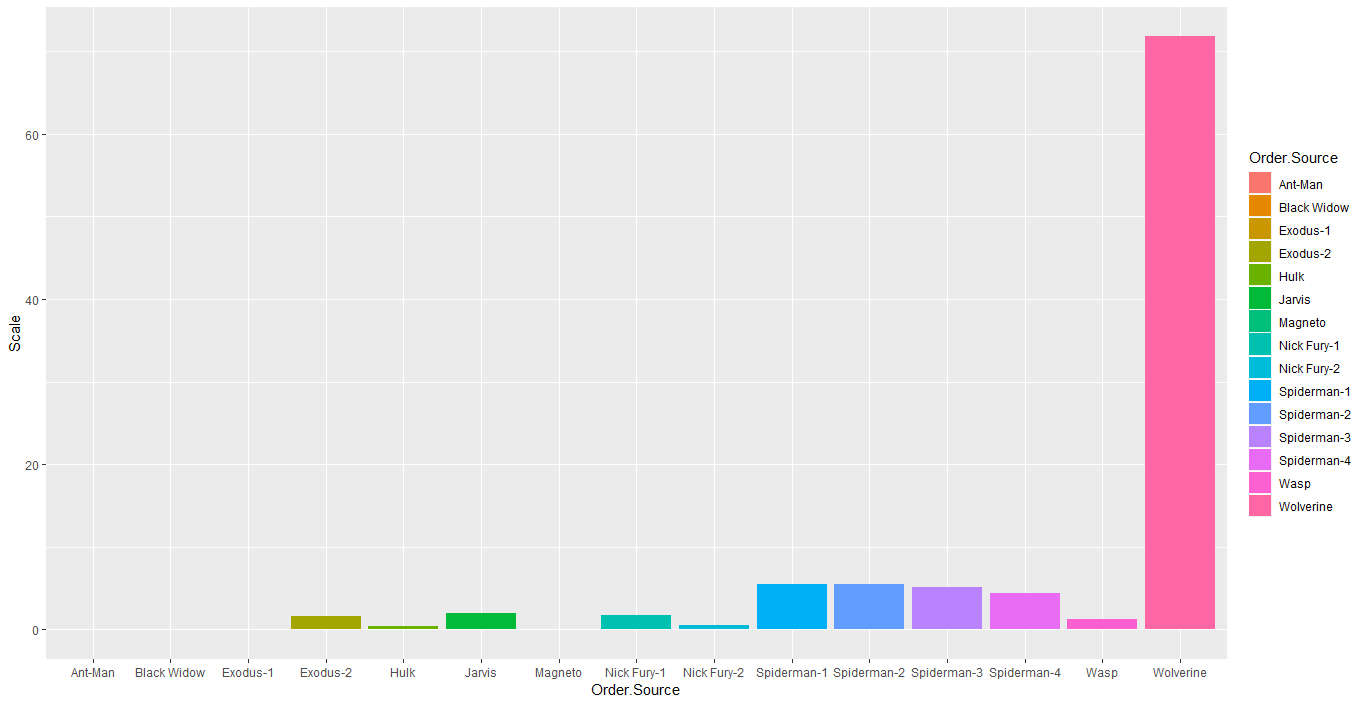 Scale
60
40
20
0
Ant-Man Black Widow Exodus-1 Exodus-2 Hulk Jarvis Magneto Nick Fury-1 Nick Fury-2 Spiderman-1 Spiderman-2 Spiderman-3 Spiderman-4 Wasp Wolverine
Order.Source
Order.Source
Ant-Man
Black Widow
Exodus-1
Exodus-2
Hulk
Jarvis
Magneto
Nick Fury-1
Nick Fury-2
Spiderman-1
Spiderman-2
Spiderman-3
Spiderman-4
Wasp
Wolverine